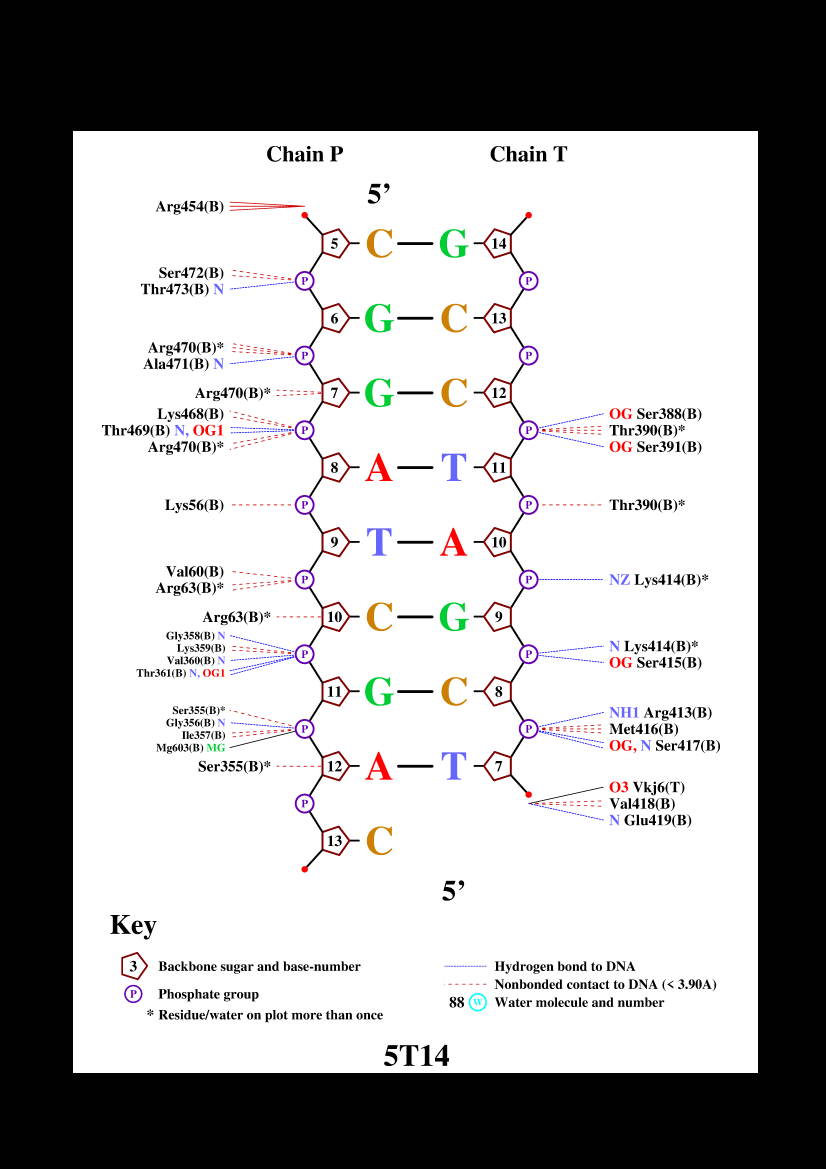 Chain P Chain T
5’
Arg454(B)
5 C G 14
Ser472(B) P P
Thr473(B) N
6 G C 13
Arg470(B)* P P
Ala471(B) N
Arg470(B)* 7 G C 12
Lys468(B) OG Ser388(B)
Thr469(B) N, OG1 P P Thr390(B)*
Arg470(B)* OG Ser391(B)
8 A T 11
Lys56(B) P P Thr390(B)*
9 T A 10
Val60(B) P P NZ Lys414(B)*
Arg63(B)*
Arg63(B)* 10 C G 9
Gly358(B) N
Lys359(B) P P N Lys414(B)*
Val360(B) N OG Ser415(B)
Thr361(B) N, OG1
11 G C 8
Ser355(B)* NH1 Arg413(B)
Gly356(B) N P P Met416(B)
Ile357(B) OG, N Ser417(B)
Mg603(B) MG
Ser355(B)* 12 A T 7
O3 Vkj6(T)
P Val418(B)
N Glu419(B)
13 C
5’
Key
3 Backbone sugar and base-number Hydrogen bond to DNA
Nonbonded contact to DNA (< 3.90A)
P Phosphate group 88 W Water molecule and number
* Residue/water on plot more than once
5T14